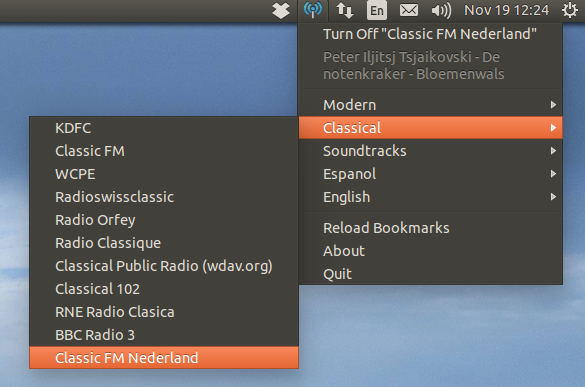 En
Nov 19 12:24
Turn Off "Classic FM Nederland"
Peter Iljitsj Tsjaikovski - De
notenkraker - Bloemenwals
Modern
Classical
Soundtracks
Espanol
English
Reload Bookmarks
About
Quit
KDFC
Classic FM
WCPE
Radioswissclassic
Radio Orfey
Radio Classique
Classical Public Radio (wdav.org)
Classical 102
RNE Radio Clasica
BBC Radio 3
Classic FM Nederland